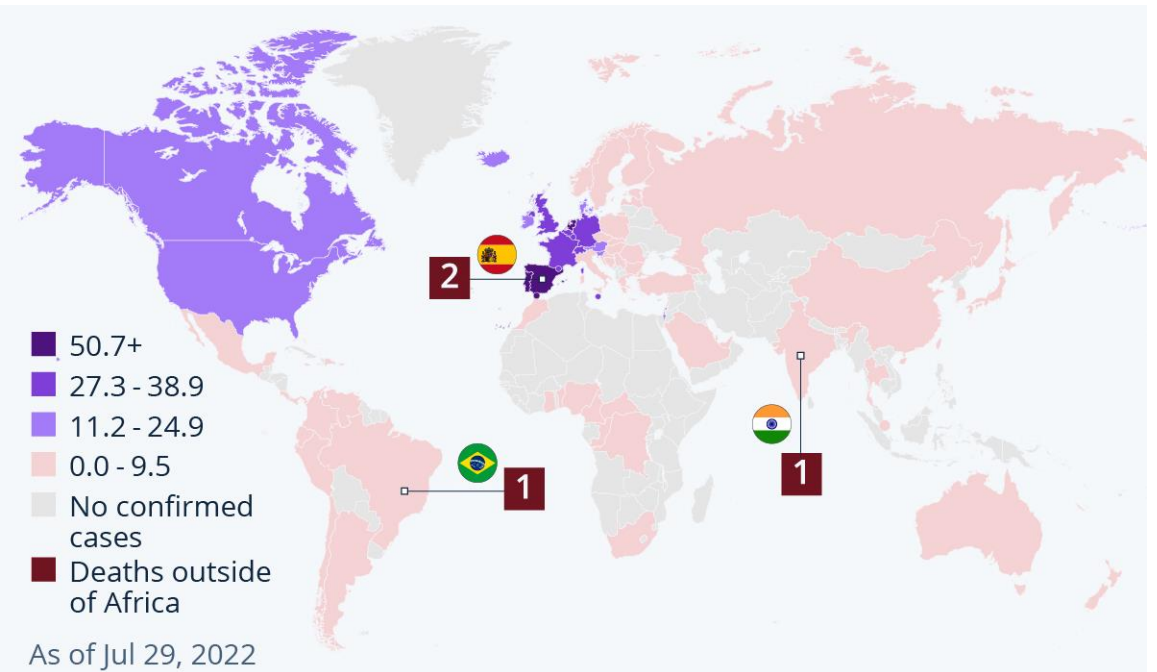 2
50.7+
27.3 - 38.9
11.2 - 24.9
0.0 - 9.5
No confirmed
cases
Deaths outside
of Africa
1
1
As of Jul 29, 2022